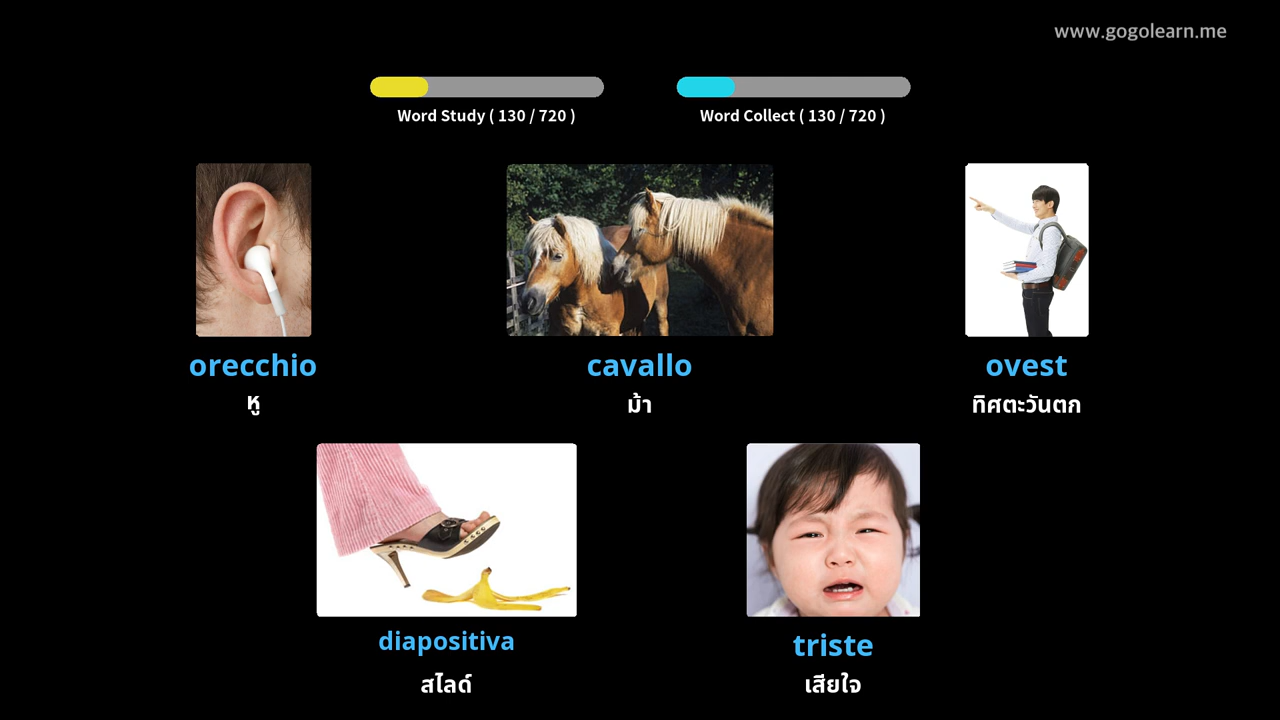 www.gogolearn.me
Word Study ( 130 / 720 )
Word Collect ( 130 / 720 )
orecchio
หู
cavallo
ม้า
ovest
ทิศตะวันตก
diapositiva
สไลด์
triste
เสียใจ